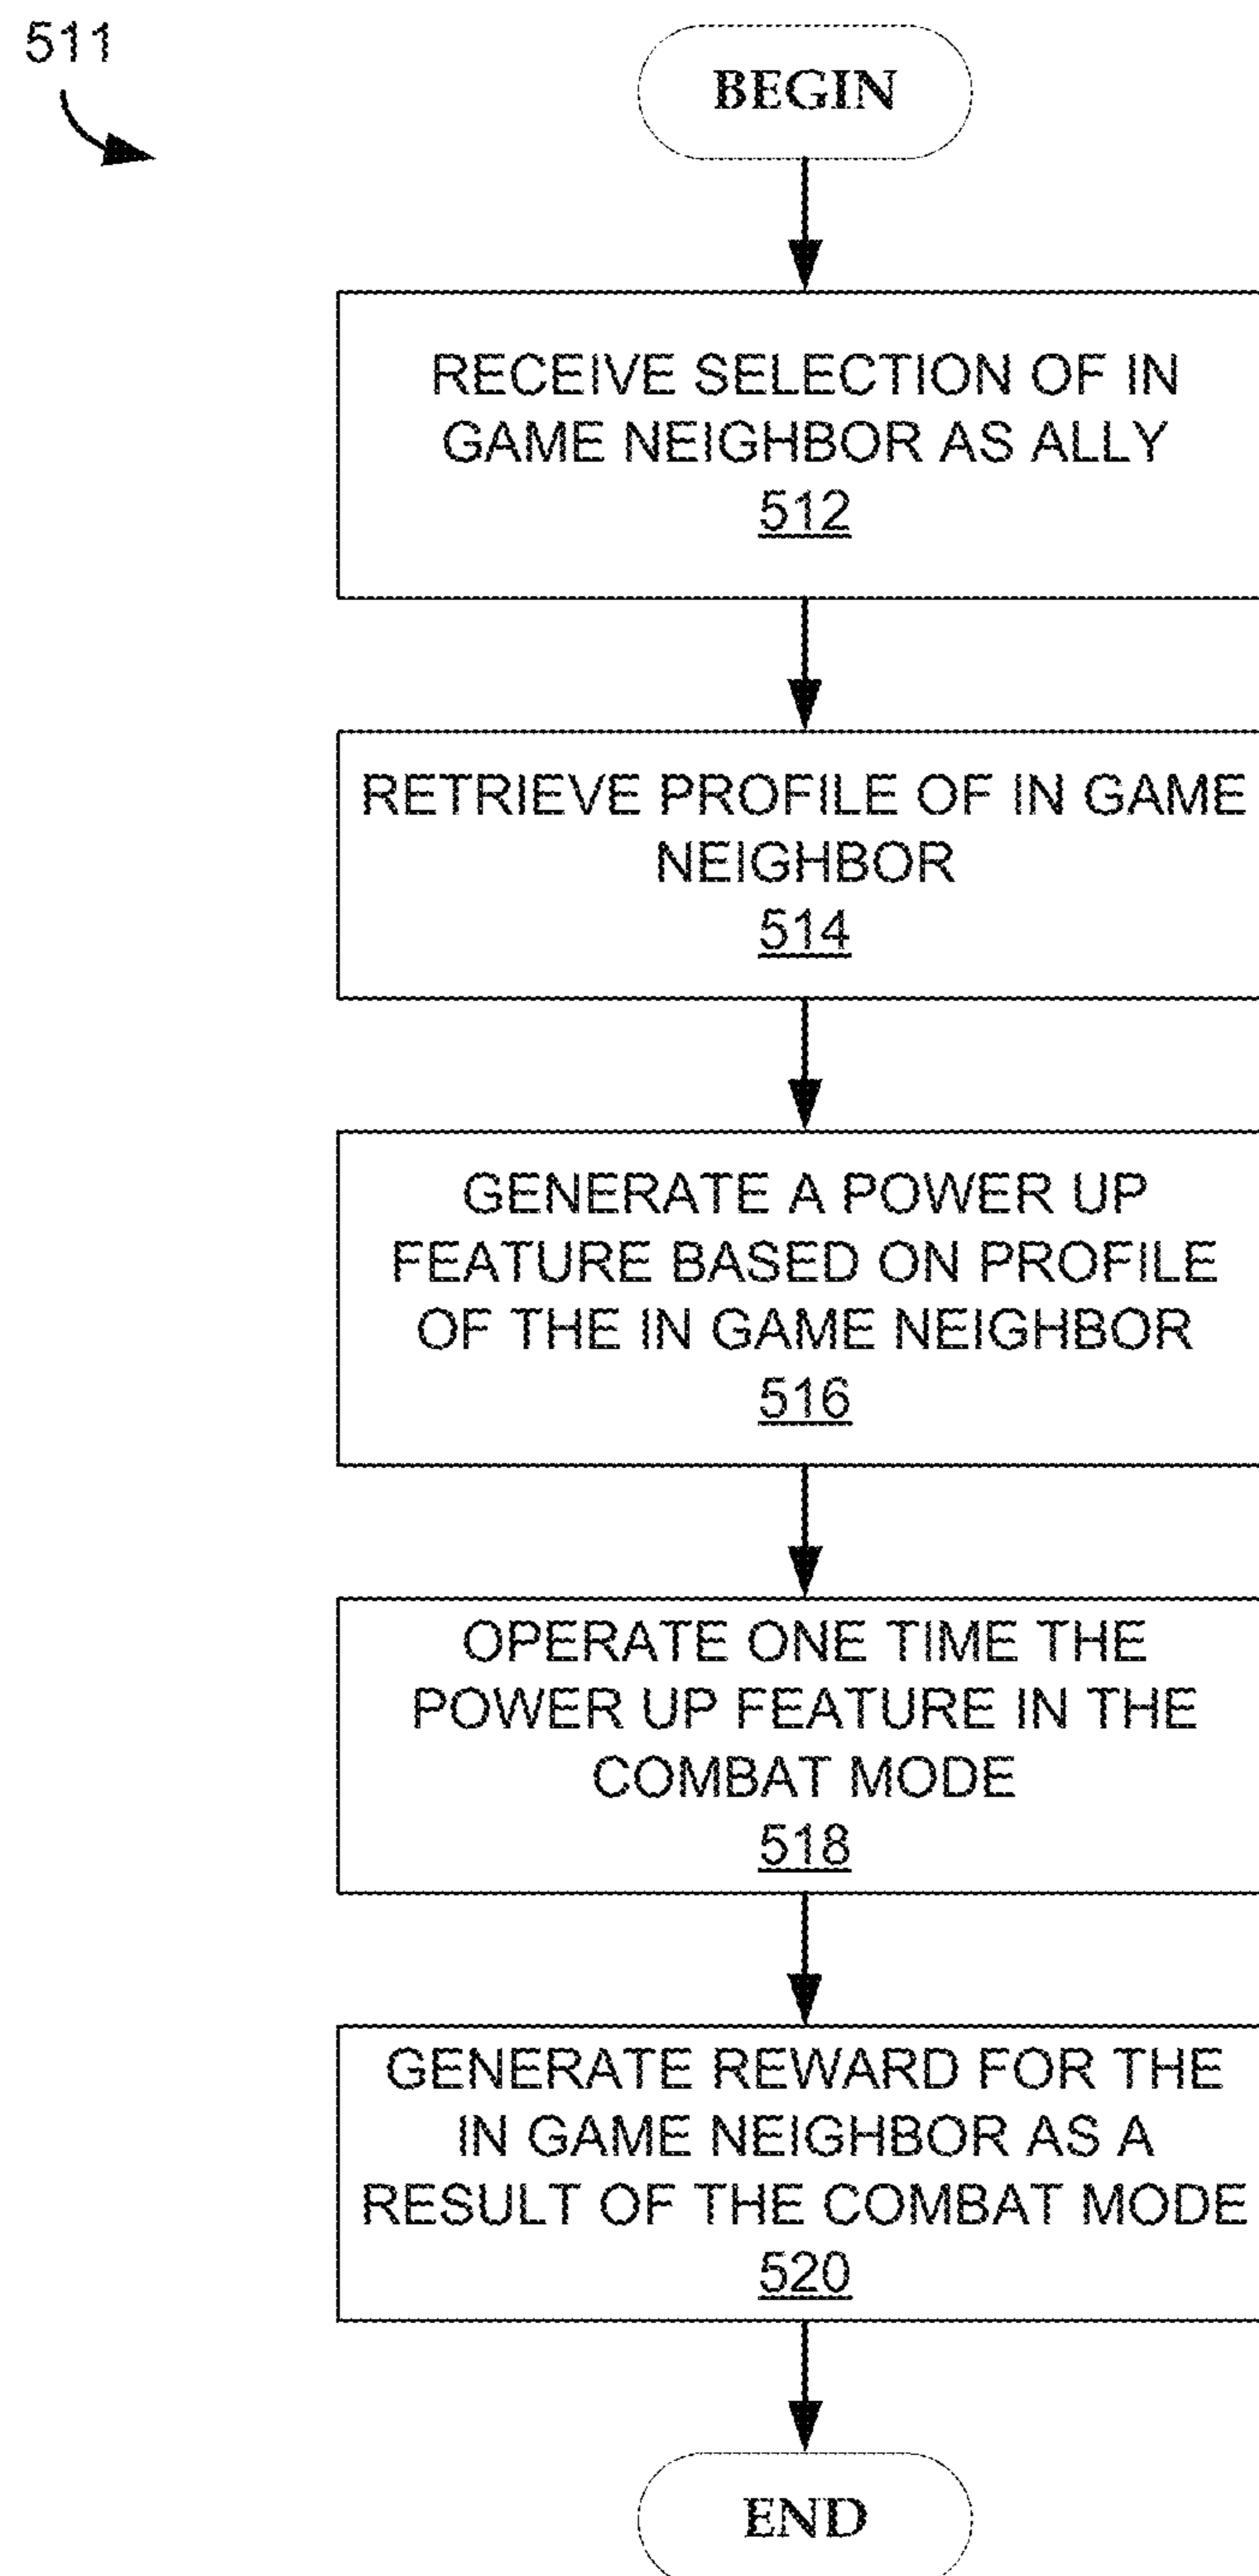 511
BEGIN
RECEIVE SELECTION OF IN
GAME NEIGHBOR AS ALLY
512
RETRIEVE PROFILE OF IN GAME
NEIGHBOR
514
GENERATE A POWER UP
FEATURE BASED ON PROFILE
OF THE IN GAME NEIGHBOR
516
OPERATE ONE TIME THE
POWER UP FEATURE IN THE
COMBAT MODE
518
GENERATE REWARD FOR THE
IN GAME NEIGHBOR AS A
RESULT OF THE COMBAT MODE
520
END